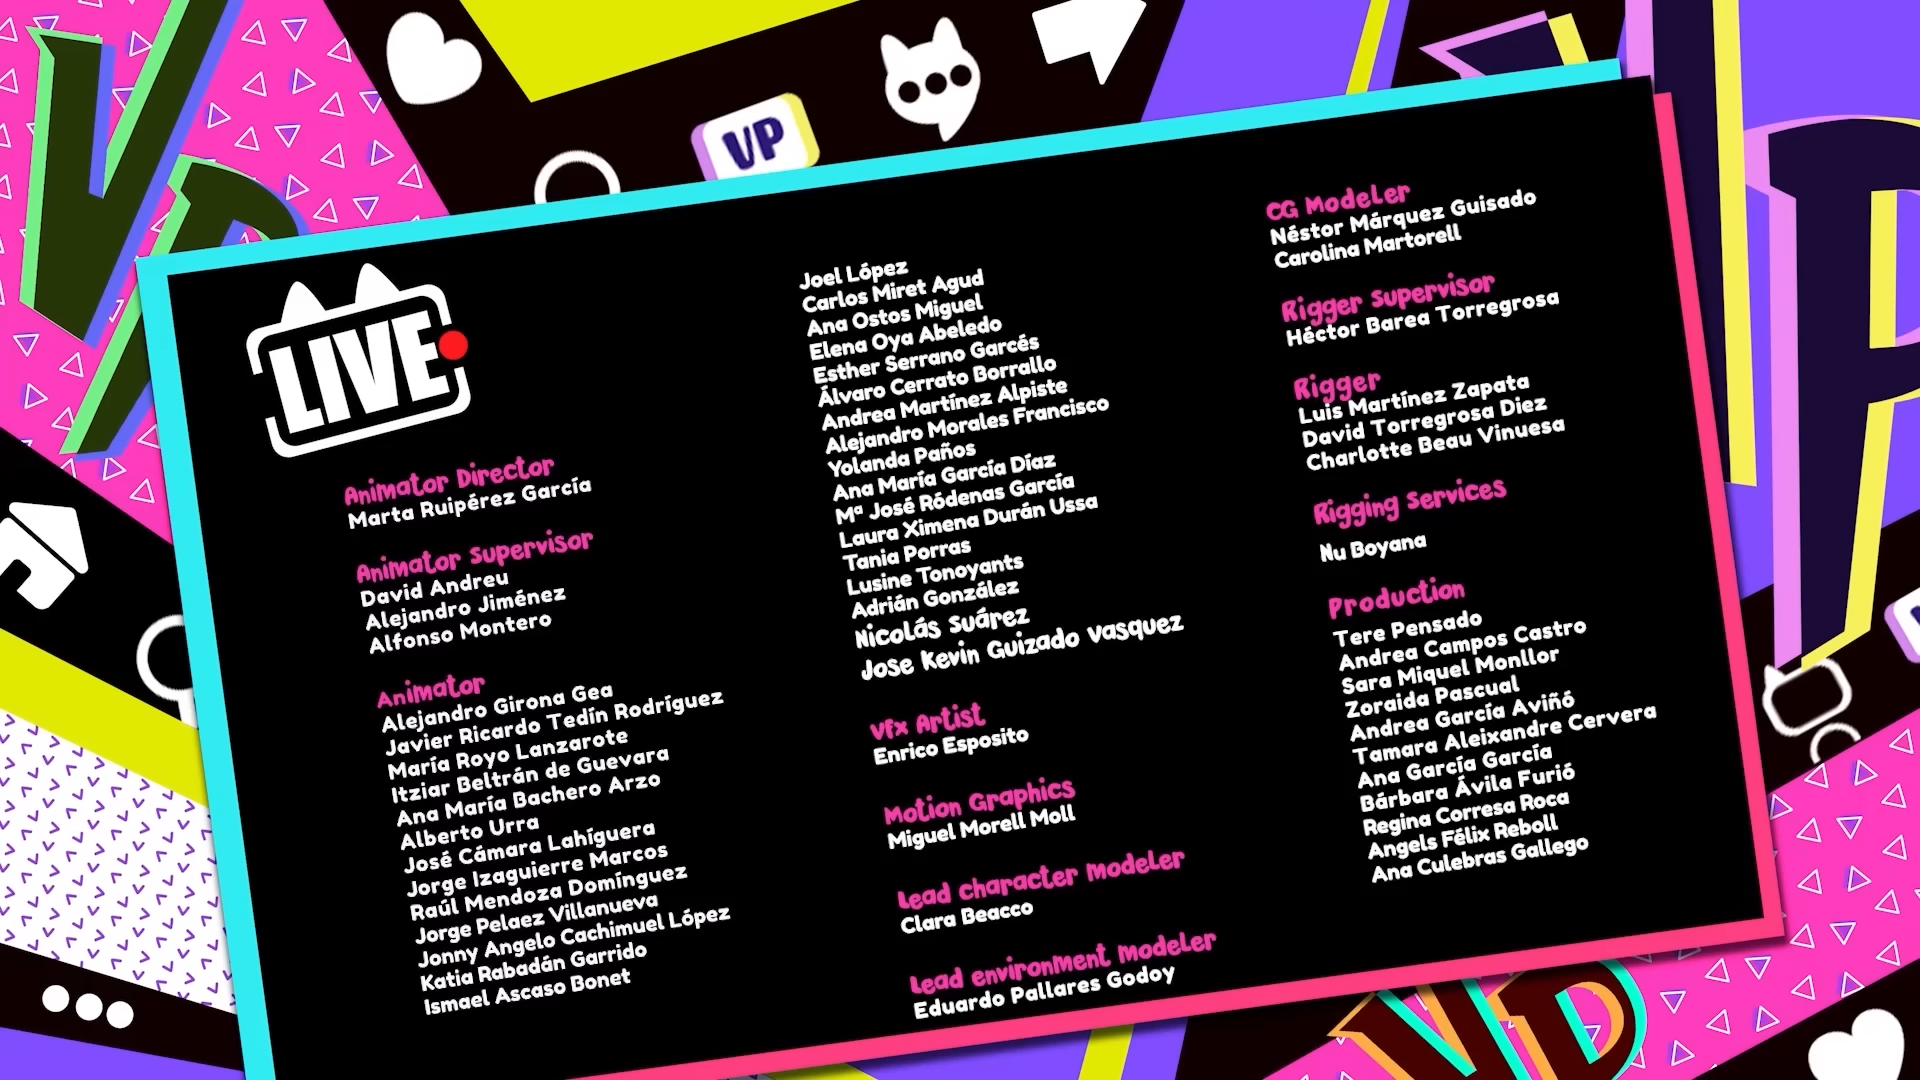 VP
VP
VP
LIVE
Animator Director
Marta Ruipérez García
Animator Supervisor
David Andreu
Alejandro Jiménez
Alfonso Montero
Animator
Alejandro Girona Gea
Javier Ricardo Tedín Rodríguez
María Royo Lanzarote
Itziar Beltrán de Guevara
Ana María Bachero Arzo
Alberto Urra
José Cámara Lahíguera
Jorge Izaguierre Marcos
Raúl Mendoza Domínguez
Jorge Pelaez Villanueva
Jonny Angelo Cachimuel López
Katia Rabadán Garrido
Ismael Ascaso Bonet
Joel López
Carlos Miret Agud
Ana Ostos Miguel
Elena Oya Abeledo
Esther Serrano Garcés
Álvaro Cerrato Borrallo
Andrea Martínez Alpiste
Alejandro Morales Francisco
Yolanda Paños
Ana María García Díaz
Mª José Ródenas García
Laura Ximena Durán Ussa
Tania Porras
Lusine Tonoyants
Adrián González
Nicolás Suárez
Jose Kevin Guizado Vasquez
Vfx Artist
Enrico Esposito
Motion Graphics
Miguel Morell Moll
Lead character modeler
Clara Beacco
Lead environment modeler
Eduardo Pallares Godoy
CG Modeler
Néstor Márquez Guisado
Carolina Martorell
Rigger Supervisor
Héctor Barea Torregrosa
Rigger
Luis Martínez Zapata
David Torregrosa Diez
Charlotte Beau Vinuesa
Rigging Services
Nu Boyana
Production
Tere Pensado
Andrea Campos Castro
Sara Miquel Monllor
Zoraida Pascual
Andrea García Aviñó
Tamara Aleixandre Cervera
Ana García García
Bárbara Ávila Furió
Regina Corresa Roca
Angels Félix Reboll
Ana Culebras Gallego
VP